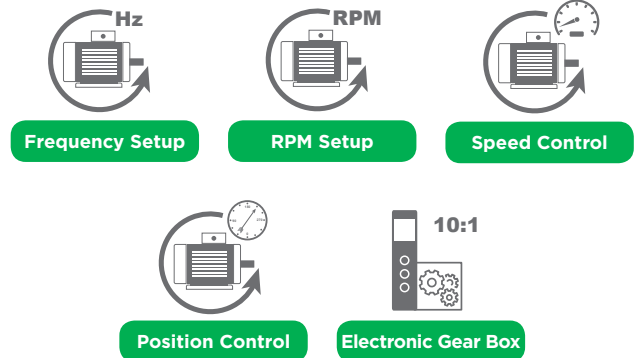 Hz
RPM
Frequency Setup
RPM Setup
Speed Control
10:1
Position Control
Electronic Gear Box